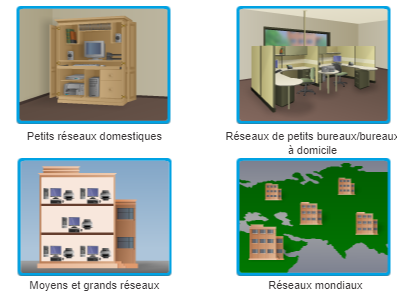 Petits réseaux domestiques
Réseaux de petits bureaux/bureaux
à domicile
Moyens et grands réseaux
Réseaux mondiaux